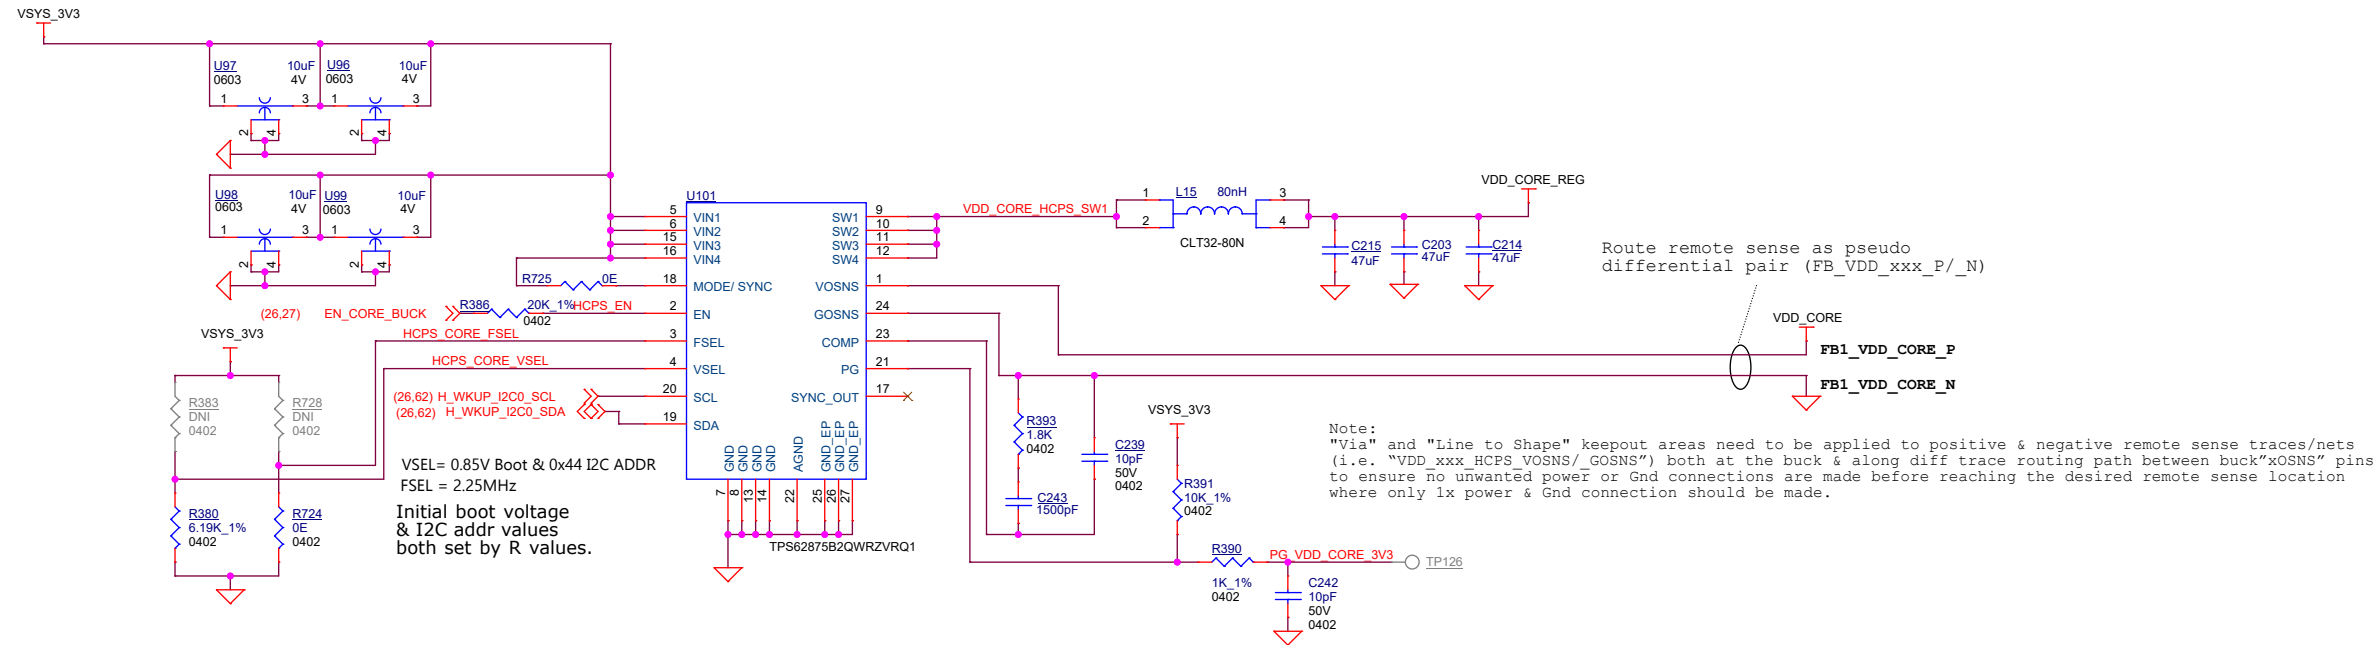 VSYS_3V3
U97
0603
10uF
4V
U96
0603
10uF
4V
1
3
1
3
2
4
2
4
U98
0603
10uF
4V
U99
0603
10uF
4V
1
3
1
3
2
4
2
4
U101
5 VIN1
6 VIN2
15 VIN3
16 VIN4
18 MODE/ SYNC
2 EN
3 FSEL
4 VSEL
20 SCL
19 SDA
SW1 9
SW2 10
SW3 11
SW4 12
VOSNS 1
GOSNS 24
COMP 23
PG 21
SYNC_OUT 17
GND
GND
GND
GND
AGND
GND_EP
GND_EP
GND_EP
7
8
13
14
22
25
26
27
TPS62875B2QWRZVRQ1
R725 0E
(26,27) EN_CORE_BUCK
R386 20K_1%
0402
HCPS_EN
HCPS_CORE_FSEL
HCPS_CORE_VSEL
(26,62) H_WKUP_I2C0_SCL
(26,62) H_WKUP_I2C0_SDA
VSYS_3V3
R383
DNI
0402
R728
DNI
0402
R380
6.19K_1%
0402
R724
0E
0402
VSEL= 0.85V Boot & 0x44 I2C ADDR
FSEL = 2.25MHz
Initial boot voltage
& I2C addr values
both set by R values.
VDD_CORE_HCPS_SW1
1
2
L15 80nH
3
4
CLT32-80N
VDD_CORE_REG
C215
47uF
C203
47uF
C214
47uF
Route remote sense as pseudo
differential pair (FB_VDD_xxx_P/_N)
VDD_CORE
FB1_VDD_CORE_P
FB1_VDD_CORE_N
R393
1.8K
0402
C243
1500pF
C239
10pF
50V
0402
VSYS_3V3
R391
10K_1%
0402
R390
1K_1%
0402
PG_VDD_CORE_3V3
TP126
C242
10pF
50V
0402
Note:
"Via" and "Line to Shape" keepout areas need to be applied to positive & negative remote sense traces/nets
(i.e. “VDD_xxx_HCPS_VOSNS/_GOSNS”) both at the buck & along diff trace routing path between buck”xOSNS” pins
to ensure no unwanted power or Gnd connections are made before reaching the desired remote sense location
where only 1x power & Gnd connection should be made.